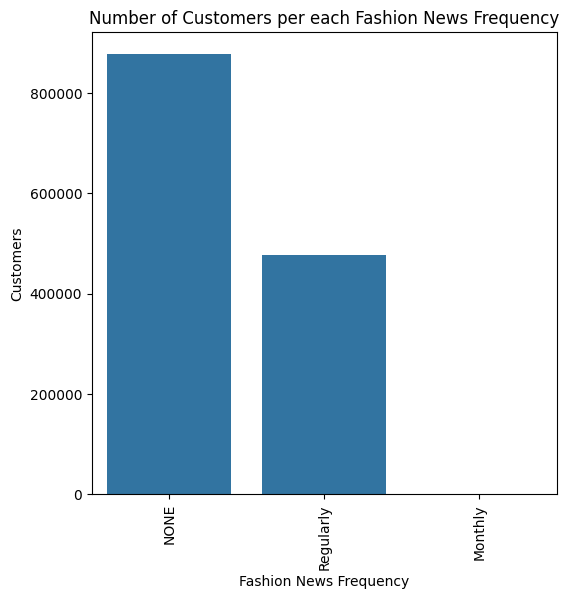 Number of Customers per each Fashion News Frequency
800000
600000
400000
200000
0
Customers
NONE
Regularly
Monthly
Fashion News Frequency